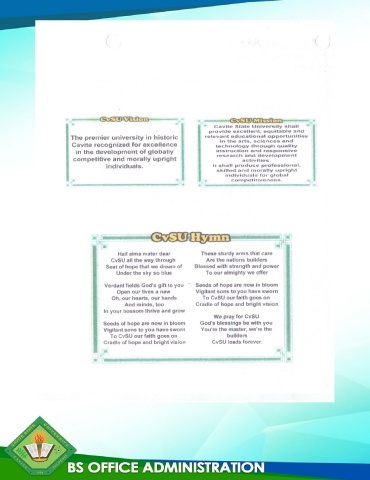 CvSU Vision
The premier university in historic
Cavite recognized for excellence
in the development of globally
competitive and morally upright
individuals.
CvSU Mission
Cavite State University shall
provide excellent, equitable and
relevant educational opportunities
in the arts, sciences and
technology through quality
instruction and responsive
research and development
activities.
It shall produce professional,
skilled and morally upright
individuals for global
competitiveness.
CvSU Hymn
Hail alma mater dear
CvSU all the way through
Seat of hope that we dream of
Under the sky so blue
Verdant fields God's gift to you
Open our lives a new
Oh, our hearts, our hands
And minds, too
In your bossom thrive and grow
Seeds of hope are now in bloom
Vigilant sons to you have sworn
To CvSU our faith goes on
Cradle of hope and bright vision
These sturdy arms that care
Are the nations builders
Blessed with strength and power
To our almighty we offer
Seeds of hope are now in bloom
Vigilant sons to you have sworn
To CvSU our faith goes on
Cradle of hope and bright vision
We pray for CvSU
God's blessings be with you
You're the master, we're the
builders
CvSU leads forever.
BS OFFICE ADMINISTRATION